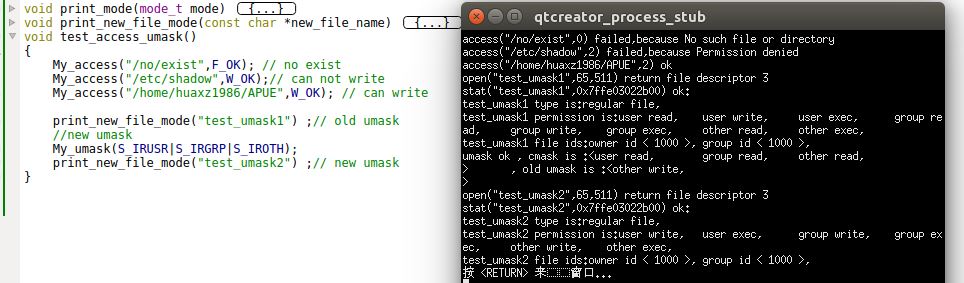 void print_mode(mode_t mode) {...}
void print_new_file_mode(const char *new_file_name) {...}
void test_access_umask()
{
My_access("/no/exist",F_OK); // no exist
My_access("/etc/shadow",W_OK);// can not write
My_access("/home/huaxz1986/APUE",W_OK); // can write
print_new_file_mode("test_umask1") ;// old umask
//new umask
My_umask(S_IRUSR|S_IRGRP|S_IROTH);
print_new_file_mode("test_umask2") ;// new umask
}
qtcreator_process_stub
access("/no/exist",0) failed,because No such file or directory
access("/etc/shadow",2) failed,because Permission denied
access("/home/huaxz1986/APUE",2) ok
open("test_umask1",65,511) return file descriptor 3
stat("test_umask1",0x7ffe03022b00) ok:
test_umask1 type is:regular file,
test_umask1 permission is:user read, user write, user exec, group re
ad, group write, group exec, other read, other exec,
test_umask1 file ids:owner id < 1000 >, group id < 1000 >,
umask ok , cmask is :<user read, group read, other read,
> , old umask is :<other write,
>
open("test_umask2",65,511) return file descriptor 3
stat("test_umask2",0x7ffe03022b00) ok:
test_umask2 type is:regular file,
test_umask2 permission is:user write, user exec, group write, group ex
ec, other write, other exec,
test_umask2 file ids:owner id < 1000 >, group id < 1000 >,
按 <RETURN> 来窗口...